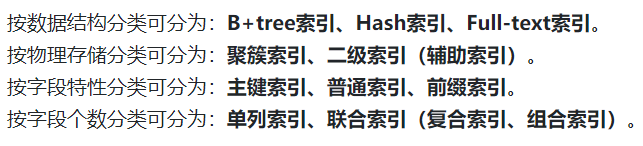 按数据结构分类可分为：B+tree索引、Hash索引、Full-text索引。
按物理存储分类可分为：聚簇索引、二级索引（辅助索引）。
按字段特性分类可分为：主键索引、普通索引、前缀索引。
按字段个数分类可分为：单列索引、联合索引（复合索引、组合索引）。